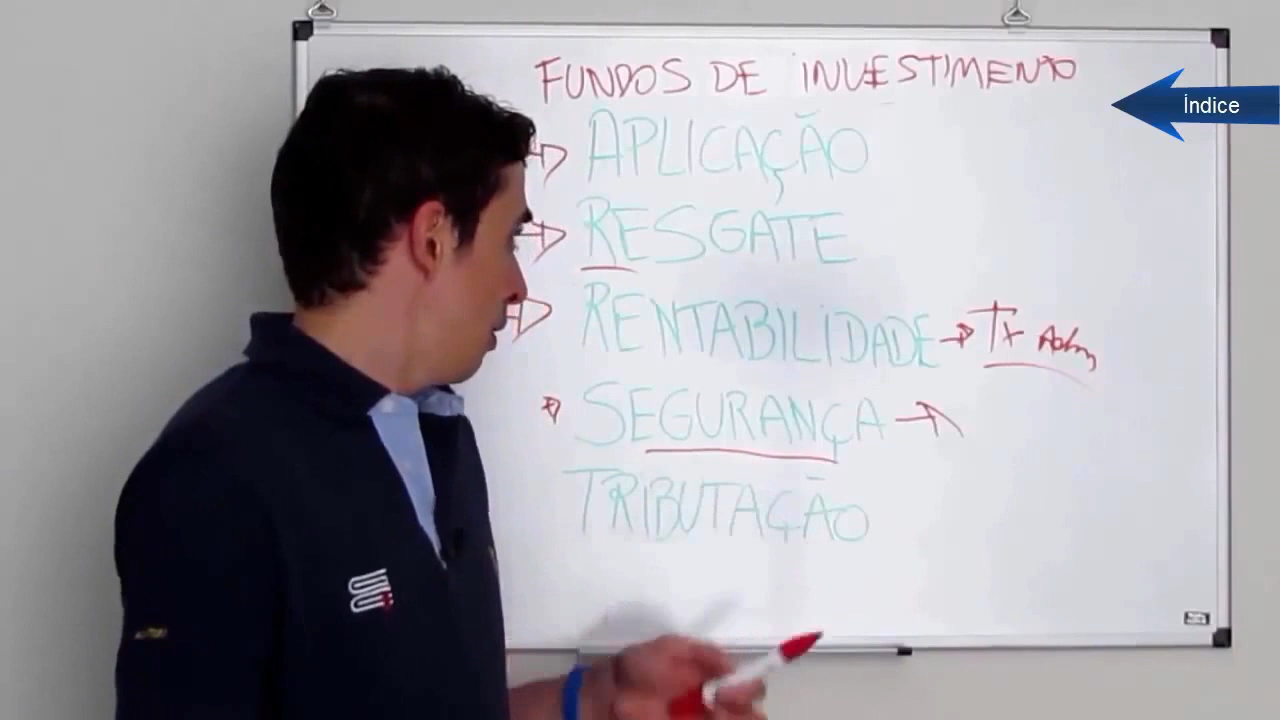 FUNDOS DE INVESTIMENTO
Índice
APLICAÇÃO
RESGATE
RENTABILIDADE → Tx Adm
SEGURANÇA →
TRIBUTAÇÃO